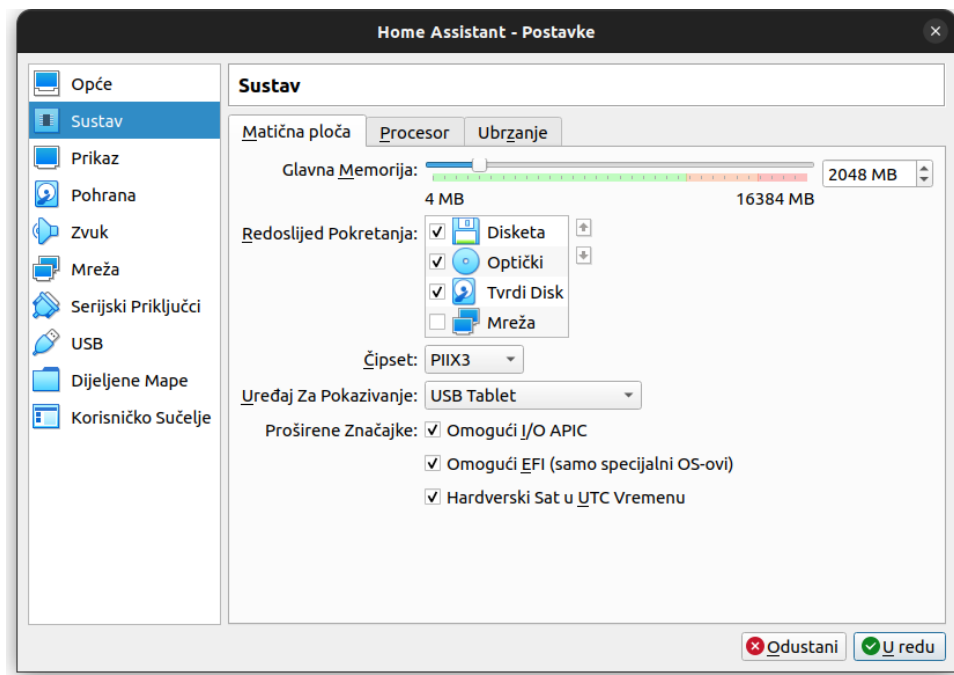 Home Assistant - Postavke
Opće
Sustav
Prikaz
Pohrana
Zvuk
Mreža
Serijski Priključci
USB
Dijeljene Mape
Korisničko Sučelje
Sustav
Matična ploča Procesor Ubrzanje
Glavna Memorija: 2048 MB
4 MB 16384 MB
Redoslijed Pokretanja: Disketa
Optički
Tvrdi Disk
Mreža
Čipset: PIIX3
Uređaj Za Pokazivanje: USB Tablet
Proširene Značajke: Omogući I/O APIC
Omogući EFI (samo specijalni OS-ovi)
Hardverski Sat u UTC Vremenu
Odustani U redu